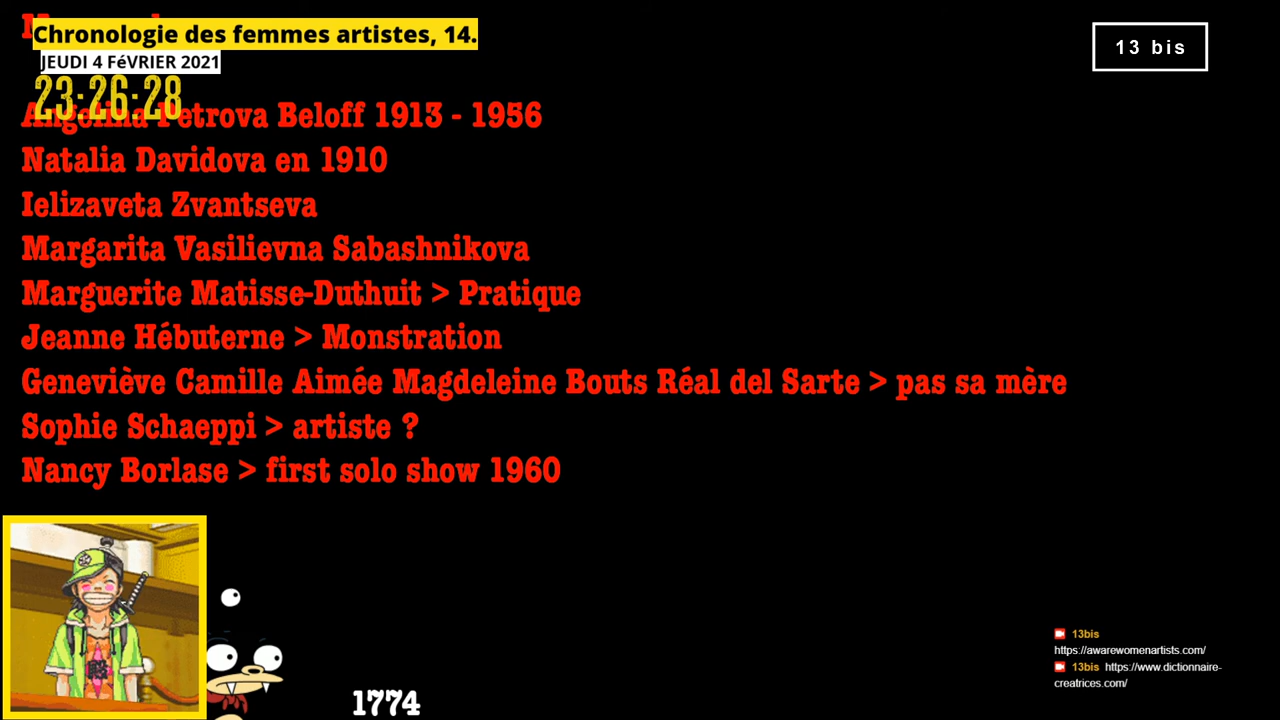 Chronologie des femmes artistes, 14.
JEUDI 4 FéVRIER 2021
23:26:28
13 bis
Angelina Petrova Beloff 1913 - 1956
Natalia Davidova en 1910
Ielizaveta Zvantseva
Margarita Vasilievna Sabashnikova
Marguerite Matisse-Duthuit > Pratique
Jeanne Hébuterne > Monstration
Geneviève Camille Aimée Magdeleine Bouts Réal del Sarte > pas sa mère
Sophie Schaeppi > artiste ?
Nancy Borlase > first solo show 1960
1774
13bis
https://awarewomenartists.com/
13bis https://www.dictionnaire-
creatrices.com/